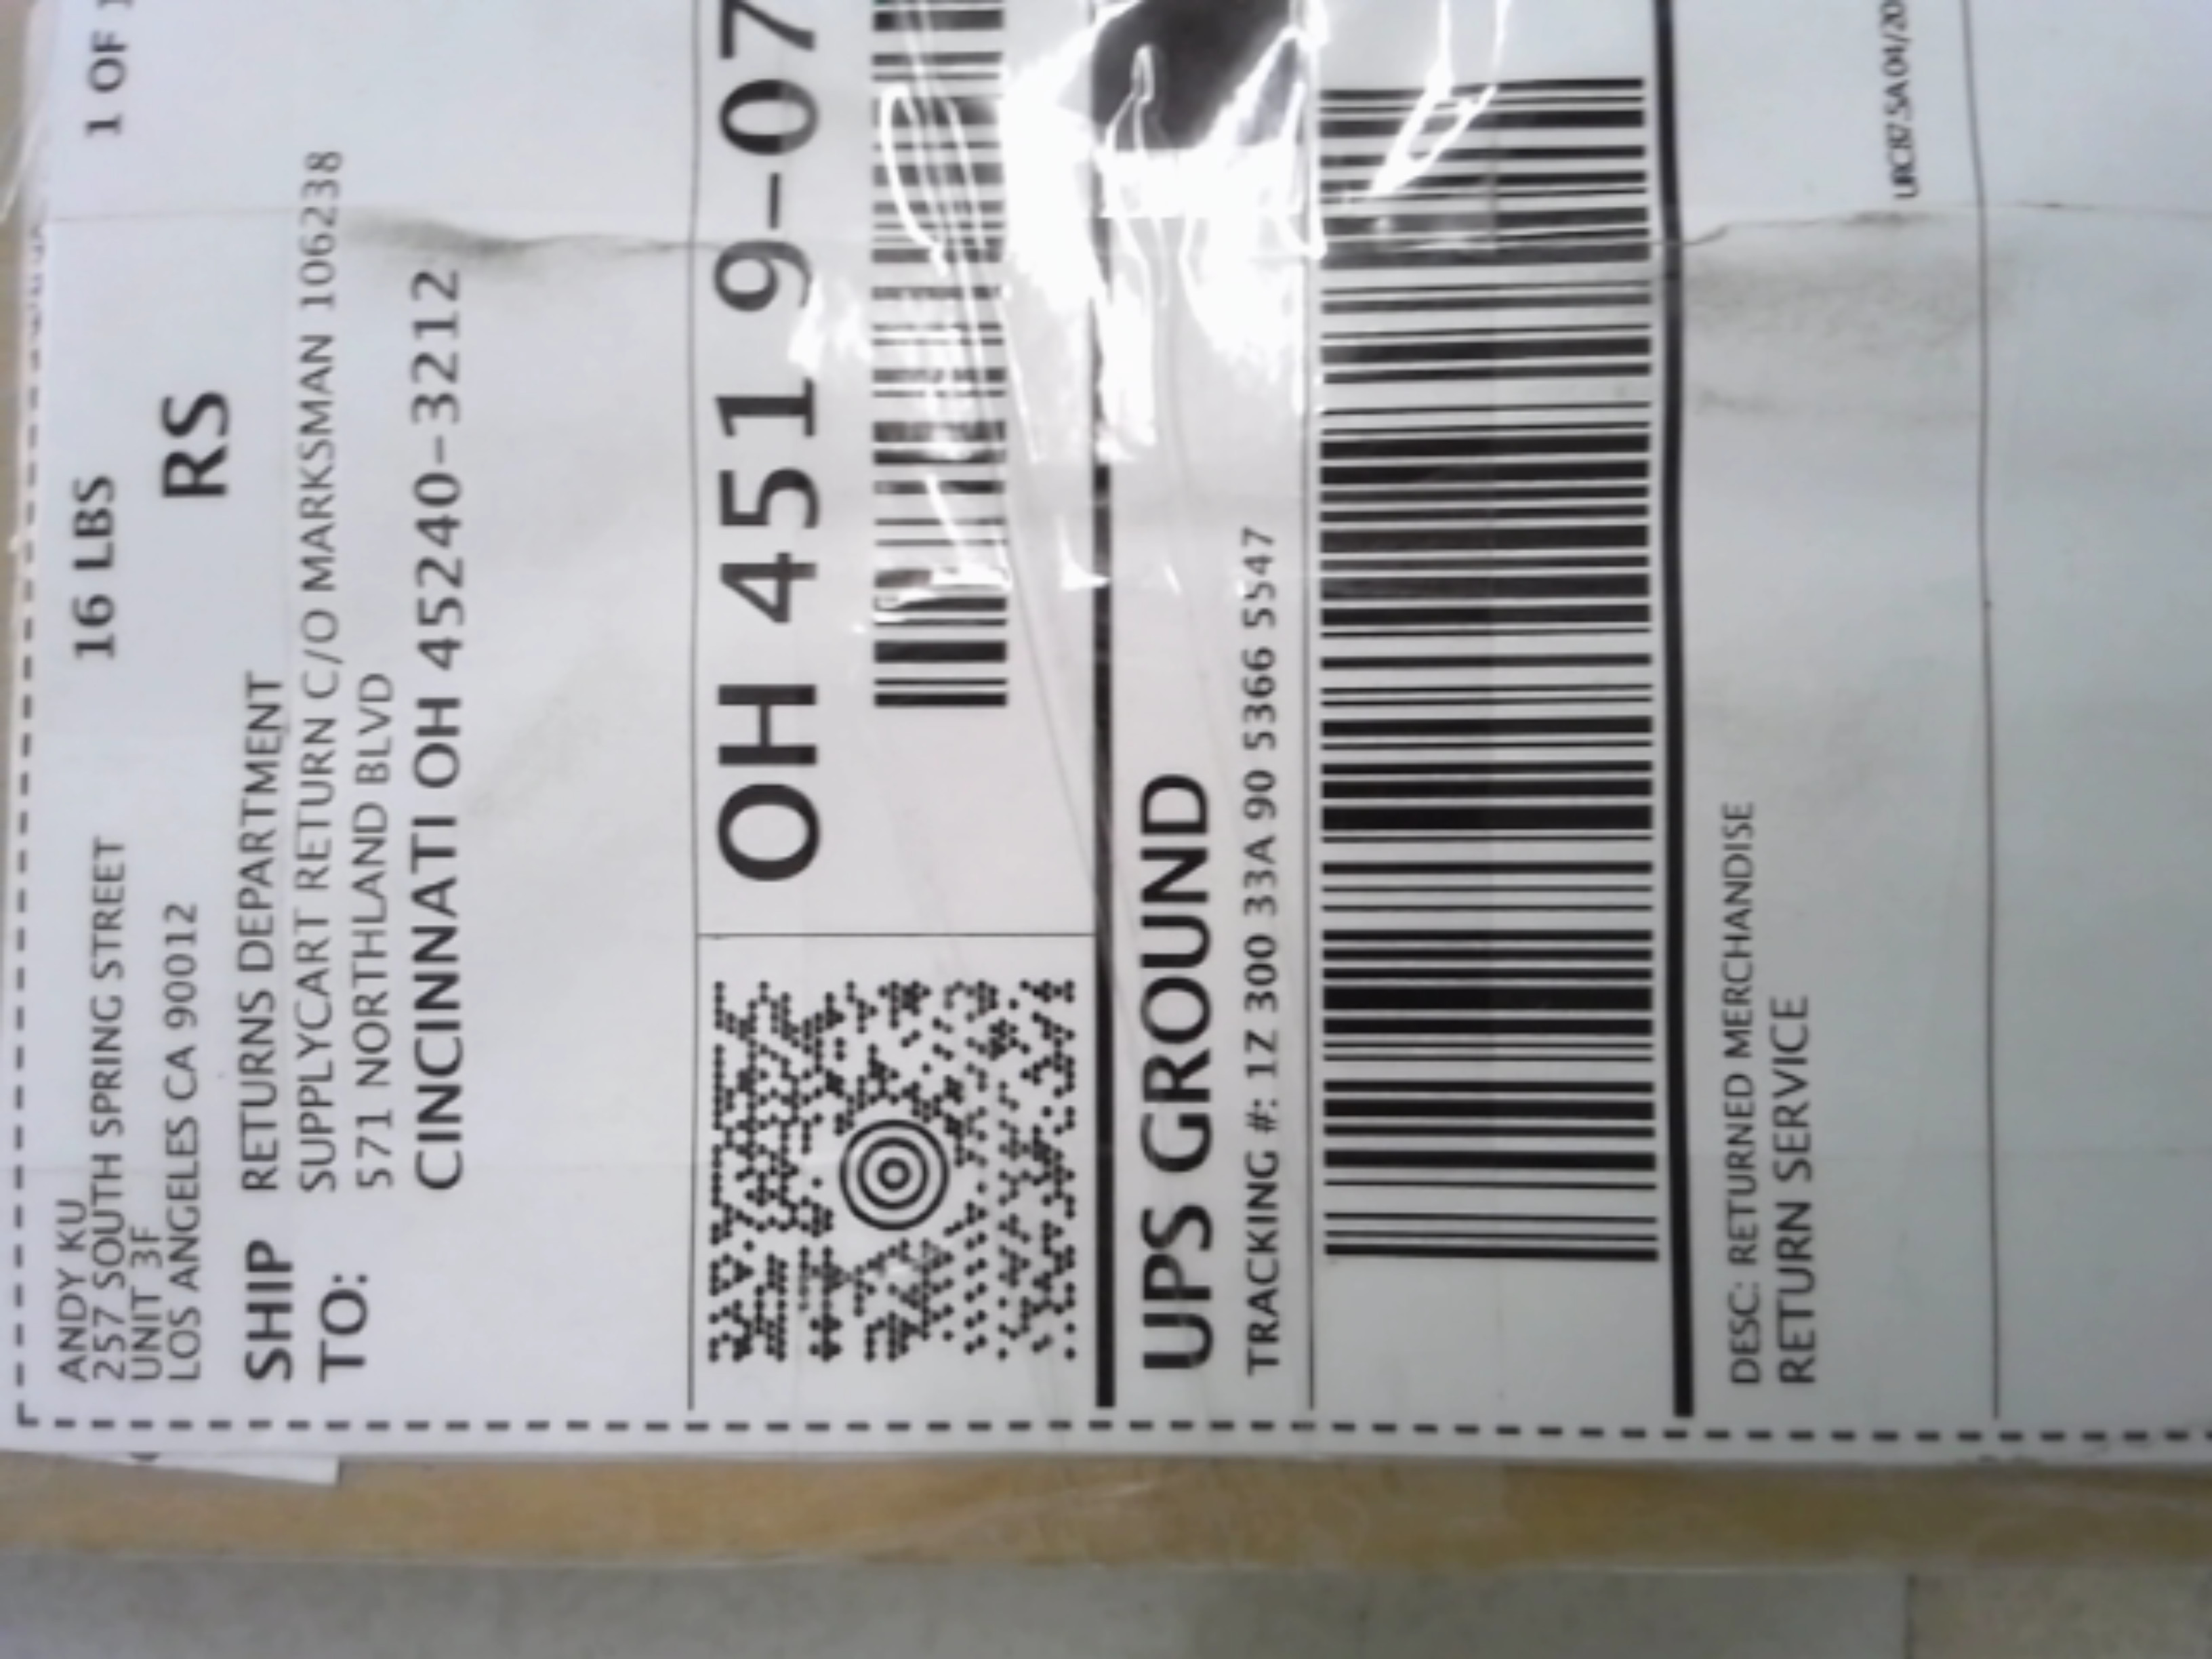 ANDY KU
257 SOUTH SPRING STREET
UNIT 3F
LOS ANGELES CA 90012
16 LBS
1 OF
RS
SHIP TO:
RETURNS DEPARTMENT
SUPPLYCART RETURN C/O MARKSMAN 106238
571 NORTHLAND BLVD
CINCINNATI OH 45240-3212
OH 451 9-07
UPS GROUND
TRACKING #: 1Z 300 33A 90 5366 5547
DESC: RETURNED MERCHANDISE
RETURN SERVICE